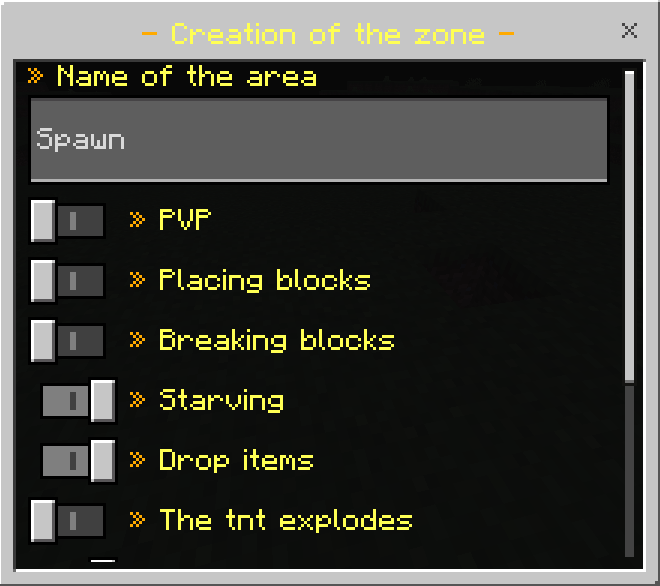 - Creation of the zone -
» Name of the area
Spawn
» PVP
» Placing blocks
» Breaking blocks
» Starving
» Drop items
» The tnt explodes